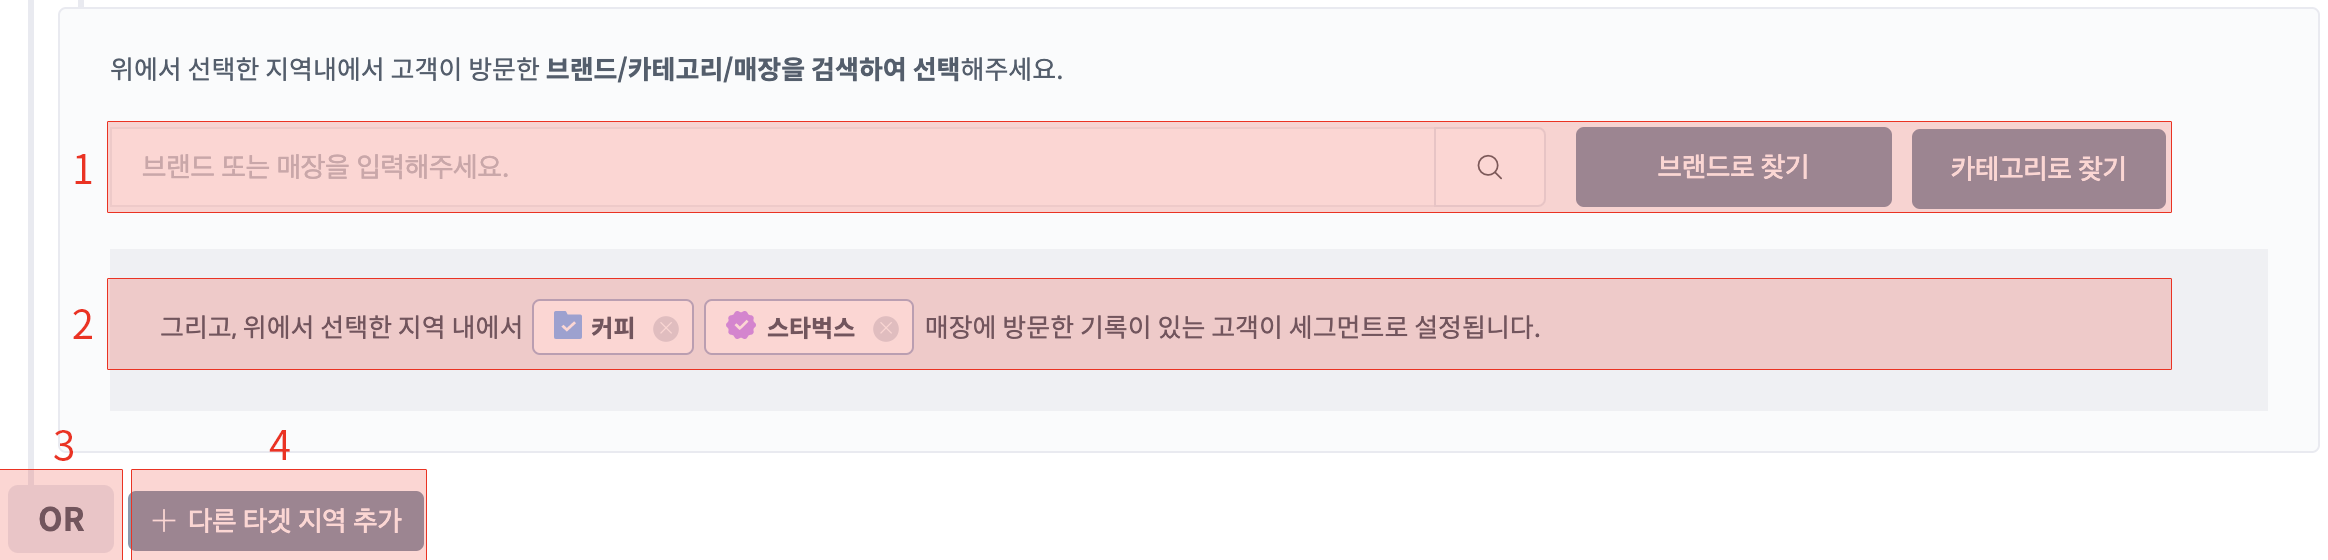 위에서 선택한 지역내에서 고객이 방문한 브랜드/카테고리/매장을 검색하여 선택해주세요.
1 브랜드 또는 매장을 입력해주세요. 브랜드로 찾기 카테고리로 찾기
2 그리고, 위에서 선택한 지역 내에서 커피 스타벅스 매장에 방문한 기록이 있는 고객이 세그먼트로 설정됩니다.
3 4
OR + 다른 타겟 지역 추가